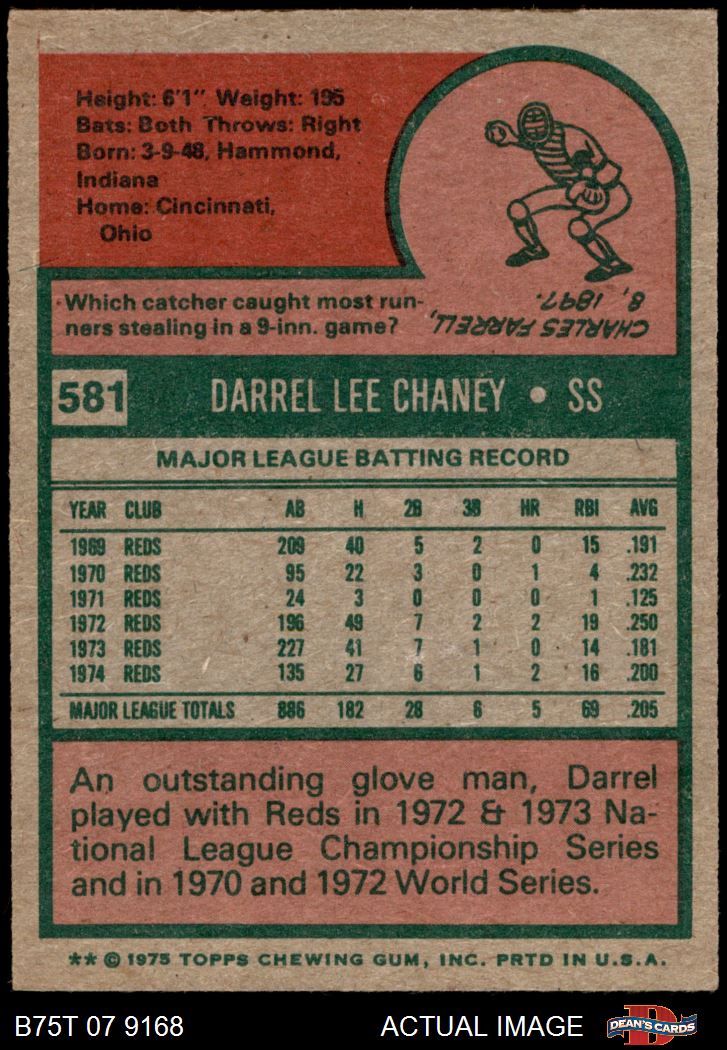 Height: 6'1" Weight: 195
Bats: Both Throws: Right
Born: 3-9-48, Hammond,
Indiana
Home: Cincinnati,
Ohio
Which catcher caught most run-
ners stealing in a 9-inn. game?
CHARLES FARRELL,
8, 1897.
581 DARREL LEE CHANEY • SS
MAJOR LEAGUE BATTING RECORD
YEAR CLUB AB H 2B 3B HR RBI AVG
1969 REDS 209 40 5 2 0 15 .191
1970 REDS 95 22 3 0 1 4 .232
1971 REDS 24 3 0 0 0 1 .125
1972 REDS 196 49 7 2 2 19 .250
1973 REDS 227 41 7 1 0 14 .181
1974 REDS 135 27 6 1 2 16 .200
MAJOR LEAGUE TOTALS 886 182 28 6 5 69 .205
An outstanding glove man, Darrel
played with Reds in 1972 & 1973 Na-
tional League Championship Series
and in 1970 and 1972 World Series.
** © 1975 TOPPS CHEWING GUM, INC. PRTD IN U.S.A.
B75T 07 9168 ACTUAL IMAGE D DEAN'S CARDS